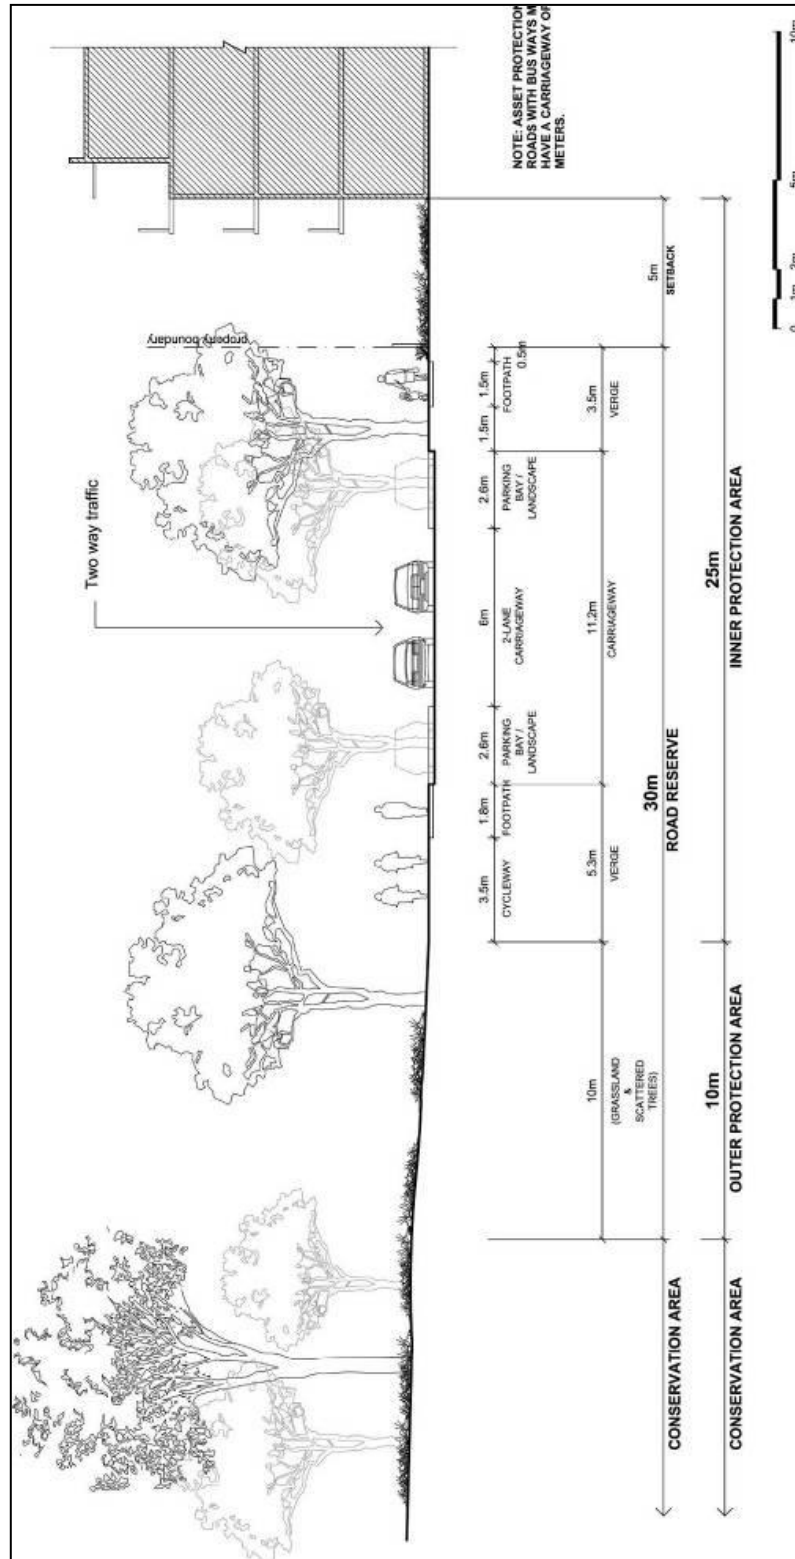 Two way traffic
property boundary
NOTE: ASSET PROTECTION
ROADS WITH BUS WAYS
HAVE A CARRIAGEWAY
METERS.
3.5m
CYCLEWAY
1.8m
FOOTPATH
2.6m
PARKING
BAY /
LANDSCAPE
6m
2-LANE
CARRIAGEWAY
2.6m
PARKING
BAY /
LANDSCAPE
1.5m
1.5m
FOOTPATH
0.5m
10m
(GRASSLAND
&
SCATTERED
TREES)
5.3m
VERGE
11.2m
CARRIAGEWAY
3.5m
VERGE
CONSERVATION AREA
30m
ROAD RESERVE
5m
SETBACK
CONSERVATION AREA
10m
OUTER PROTECTION AREA
25m
INNER PROTECTION AREA
0 1m 2m 5m 10m